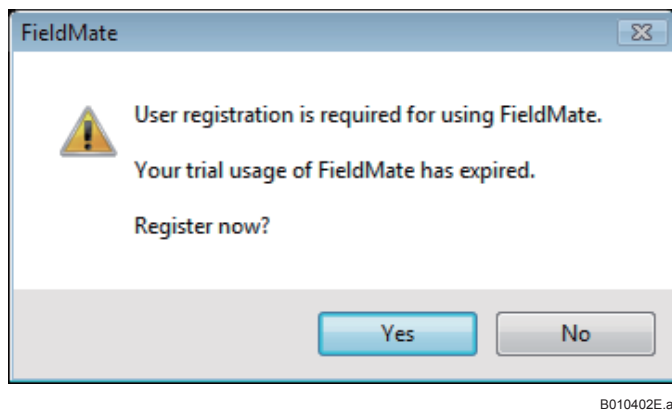 FieldMate
User registration is required for using FieldMate.
Your trial usage of FieldMate has expired.
Register now?
Yes No
B010402E.a